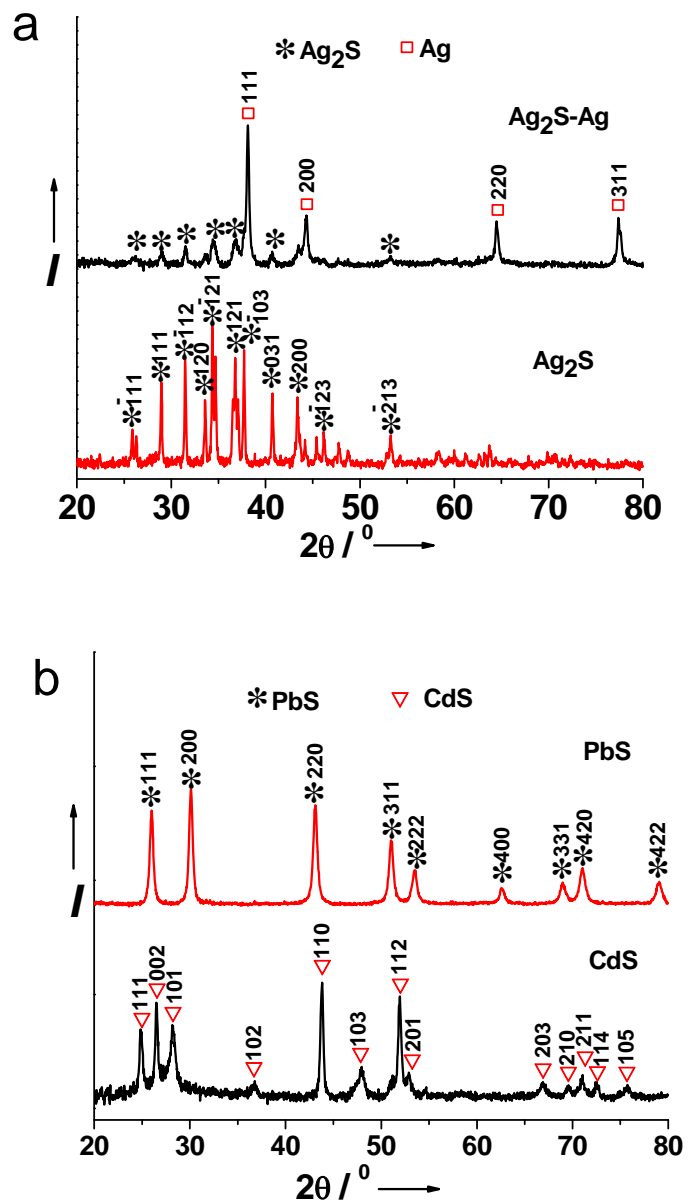 a
*Ag2S □ Ag
111
Ag2S-Ag
200
220
311
I
* * * * * * * *
Ag2S
*-111 *111 *-112 *120 *-121 *121 *-103 *031 *200 *-123 *-213
20 30 40 50 60 70 80
2θ / 0
b
*PbS ▽ CdS
PbS
*111 *200 *220 *311 *222 *400 *331 *420 *422
I
CdS
111 002 101 102 110 103 112 201 203 210 211 114 105
20 30 40 50 60 70 80
2θ / 0